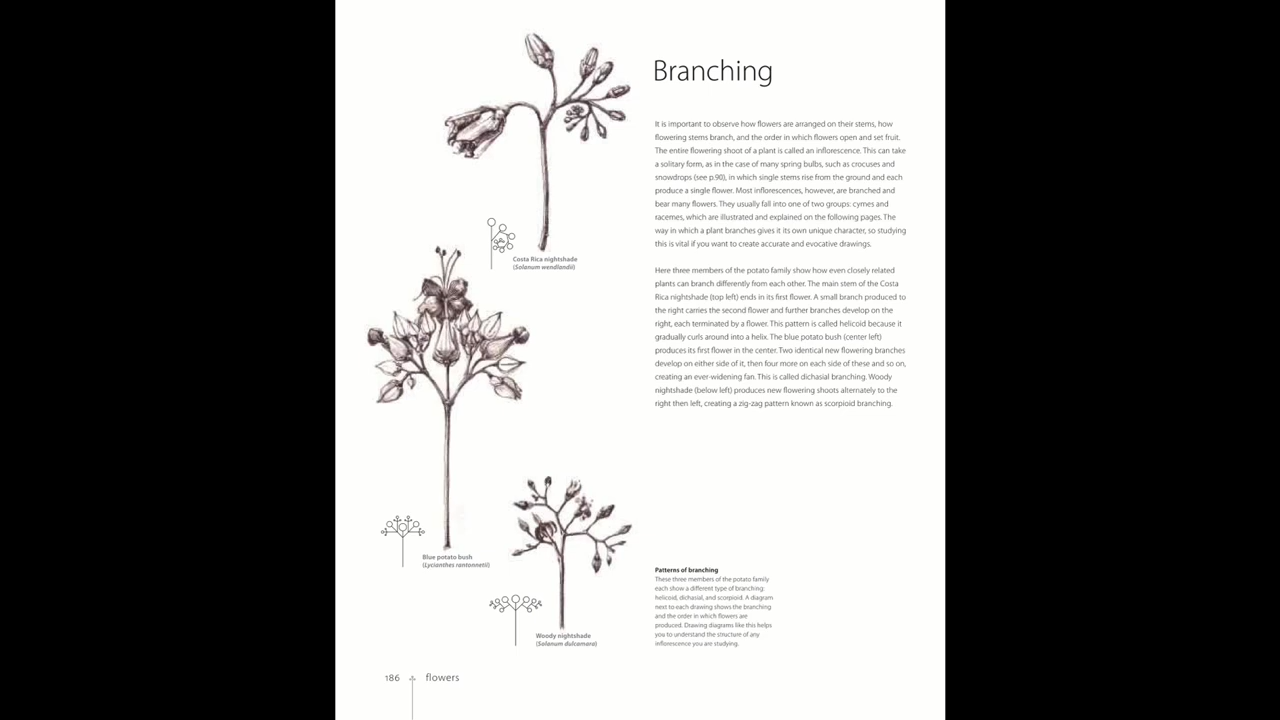 Branching
It is important to observe how flowers are arranged on their stems, how
flowering stems branch, and the order in which flowers open and set fruit.
The entire flowering shoot of a plant is called an inflorescence. This can take
a solitary form, as in the case of many spring bulbs, such as crocuses and
snowdrops (see p.90), in which single stems rise from the ground and each
produce a single flower. Most inflorescences, however, are branched and
bear many flowers. They usually fall into one of two groups: cymes and
racemes, which are illustrated and explained on the following pages. The
way in which a plant branches gives it its own unique character, so studying
this is vital if you want to create accurate and evocative drawings.
Here three members of the potato family show how even closely related
plants can branch differently from each other. The main stem of the Costa
Rica nightshade (top left) ends in its first flower. A small branch produced to
the right carries the second flower and further branches develop on the
right, each terminated by a flower. This pattern is called helicoid because it
gradually curls around into a helix. The blue potato bush (center left)
produces its first flower in the center. Two identical new flowering branches
develop on either side of it, then four more on each side of these and so on,
creating an ever-widening fan. This is called dichasial branching. Woody
nightshade (below left) produces new flowering shoots alternately to the
right then left, creating a zig-zag pattern known as scorpioid branching.
Costa Rica nightshade
(Solanum wendlandii)
Blue potato bush
(Lycianthes rantonnetii)
Woody nightshade
(Solanum dulcamara)
Patterns of branching
These three members of the potato family
each show a different type of branching:
helicoid, dichasial, and scorpioid. A diagram
next to each drawing shows the branching
and the order in which flowers are
produced. Drawing diagrams like this helps
you to understand the structure of any
inflorescence you are studying.
186 flowers